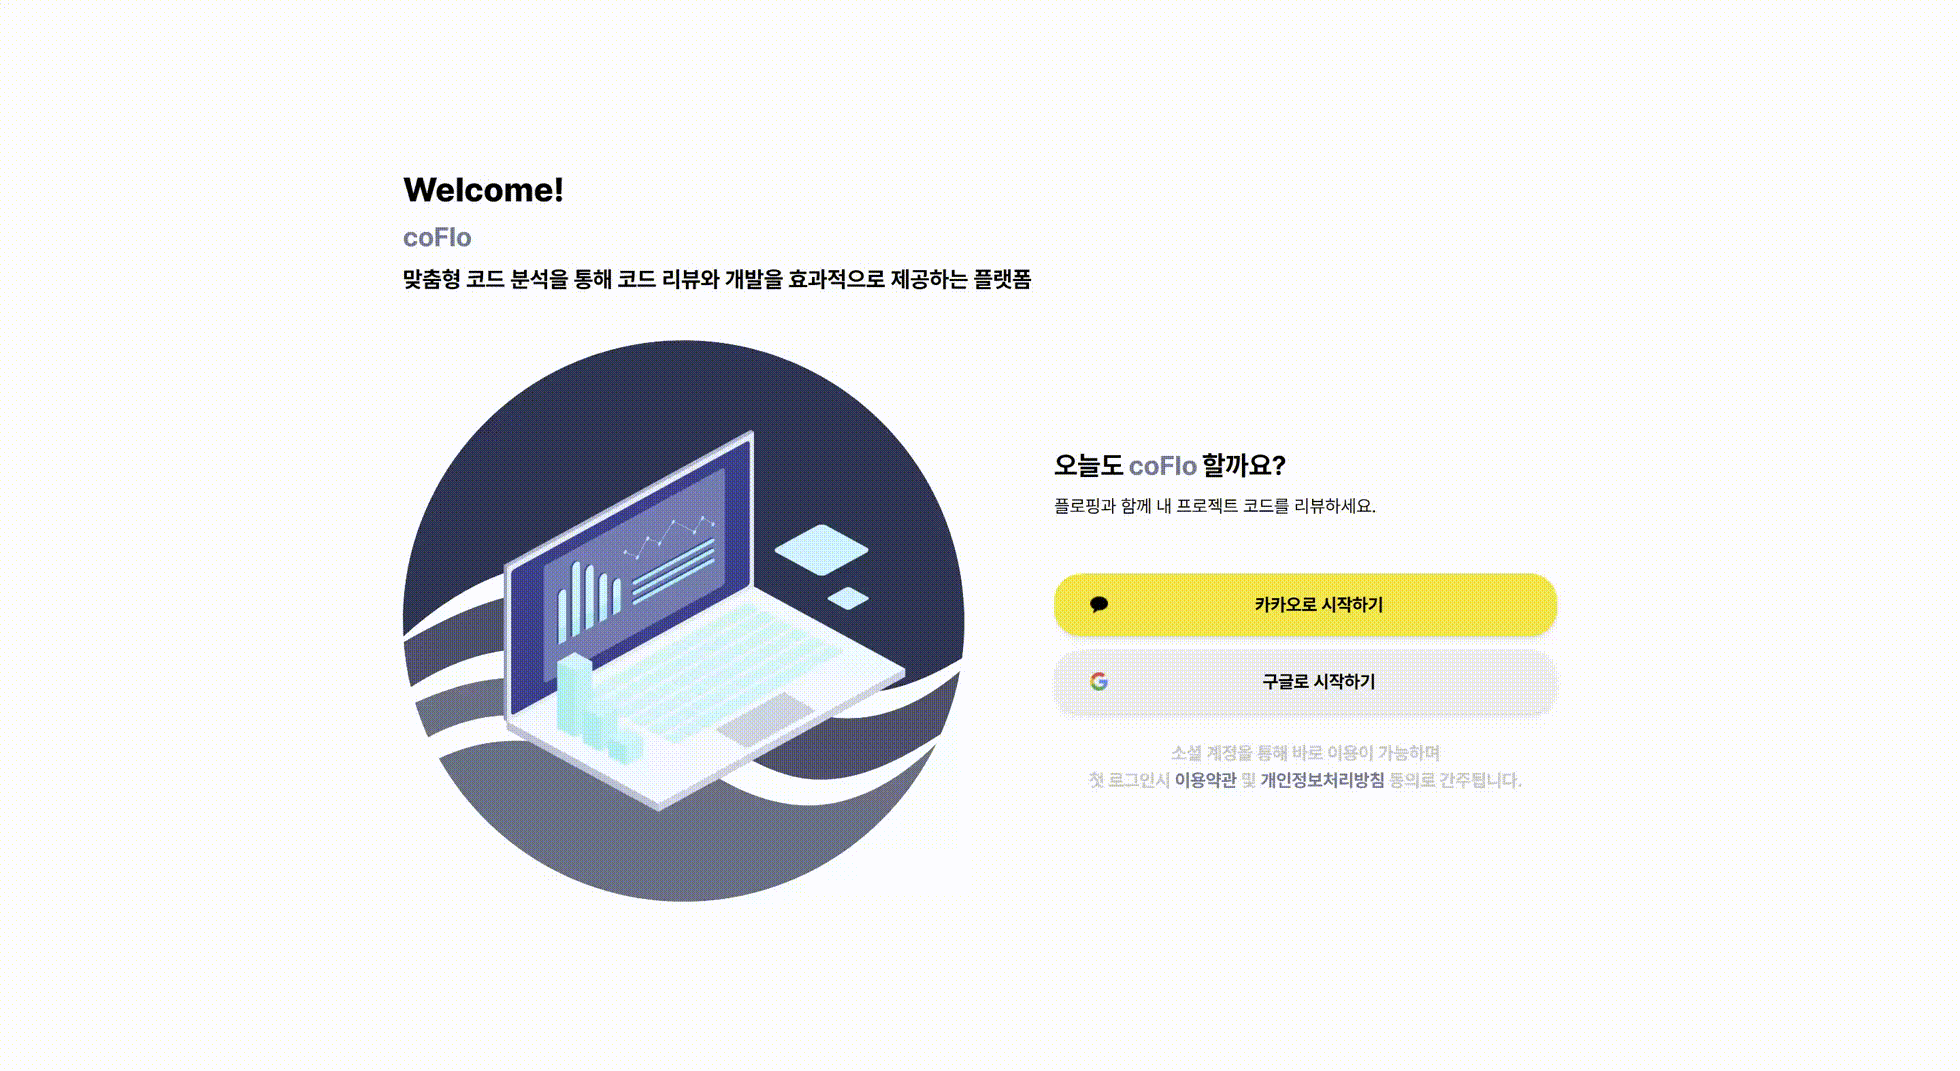 Welcome!
coFlo
맞춤형 코드 분석을 통해 코드 리뷰와 개발을 효과적으로 제공하는 플랫폼
오늘도 coFlo 할까요?
플로핑과 함께 내 프로젝트 코드를 리뷰하세요.
카카오로 시작하기
구글로 시작하기
소셜 계정을 통해 바로 이용이 가능하며
첫 로그인시 이용약관 및 개인정보처리방침 동의로 간주됩니다.